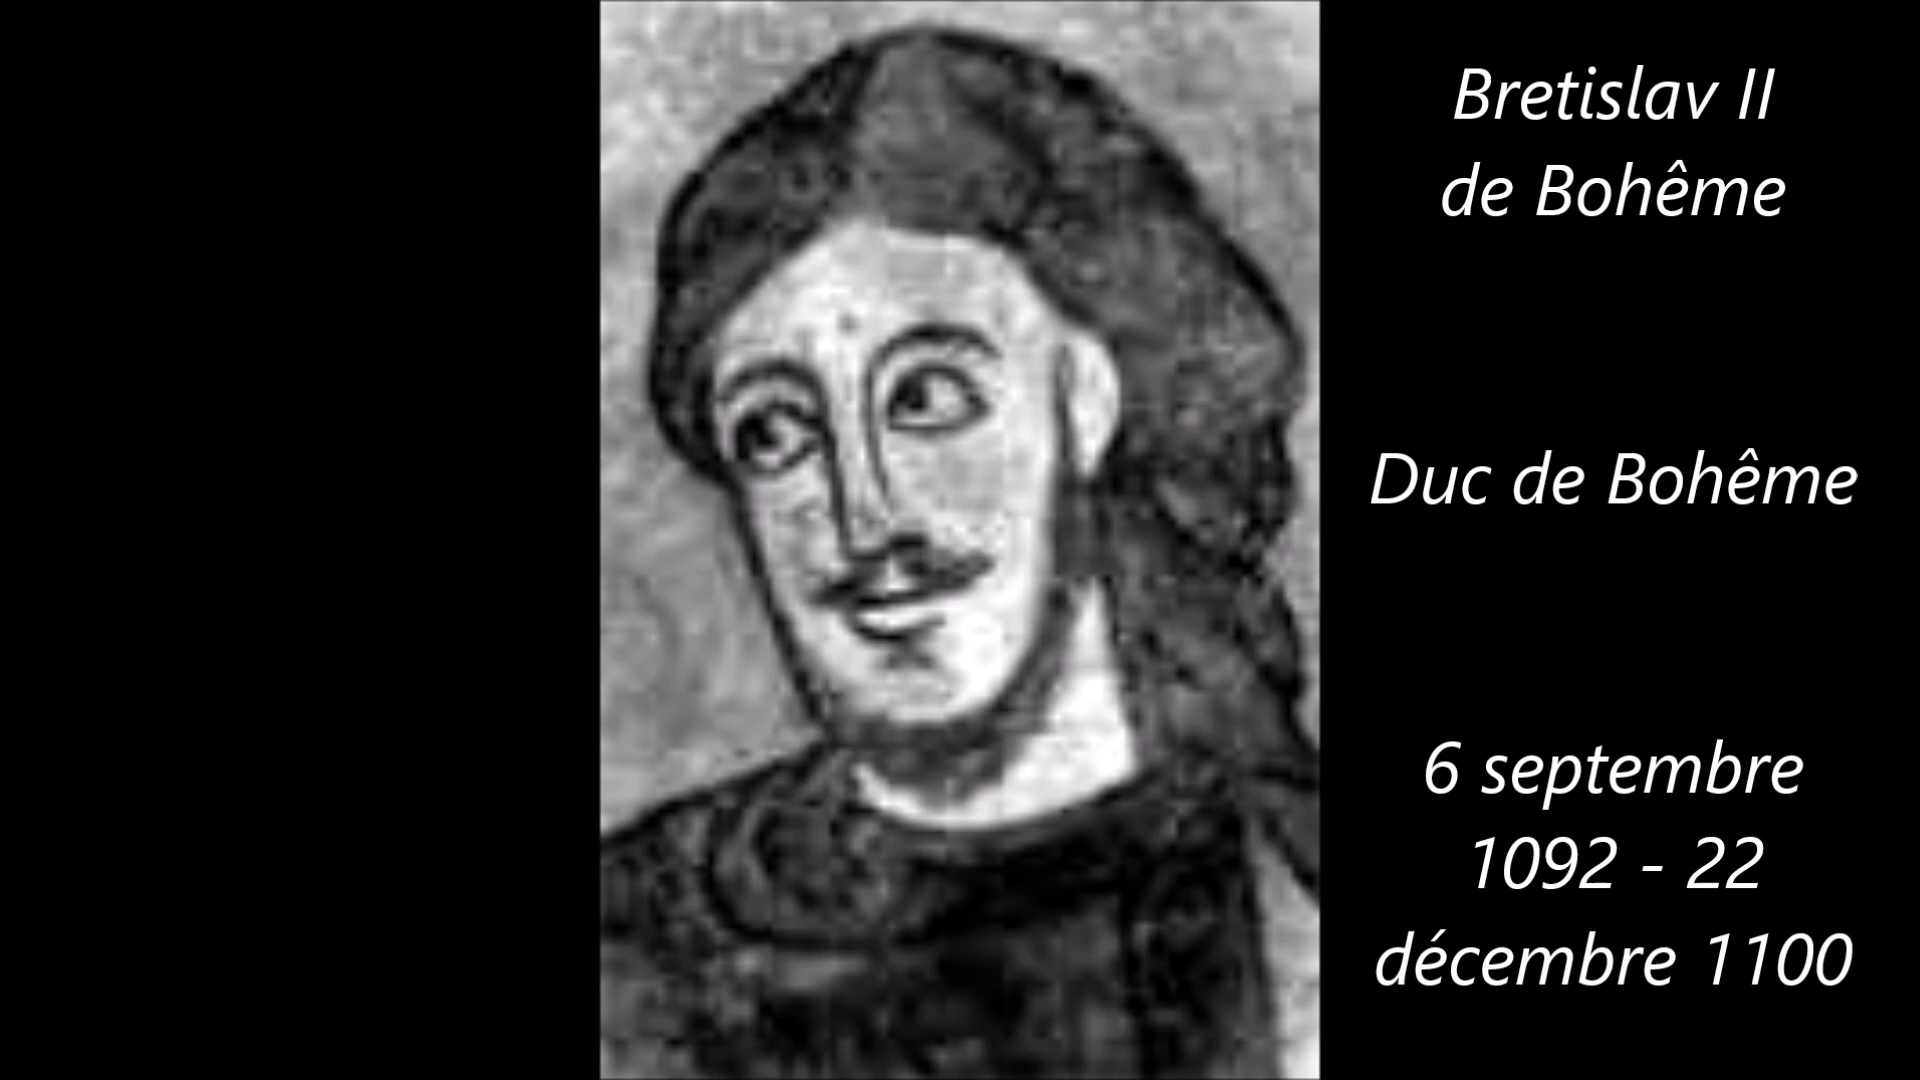 Bretislav II
de Bohême
Duc de Bohême
6 septembre
1092 - 22
décembre 1100